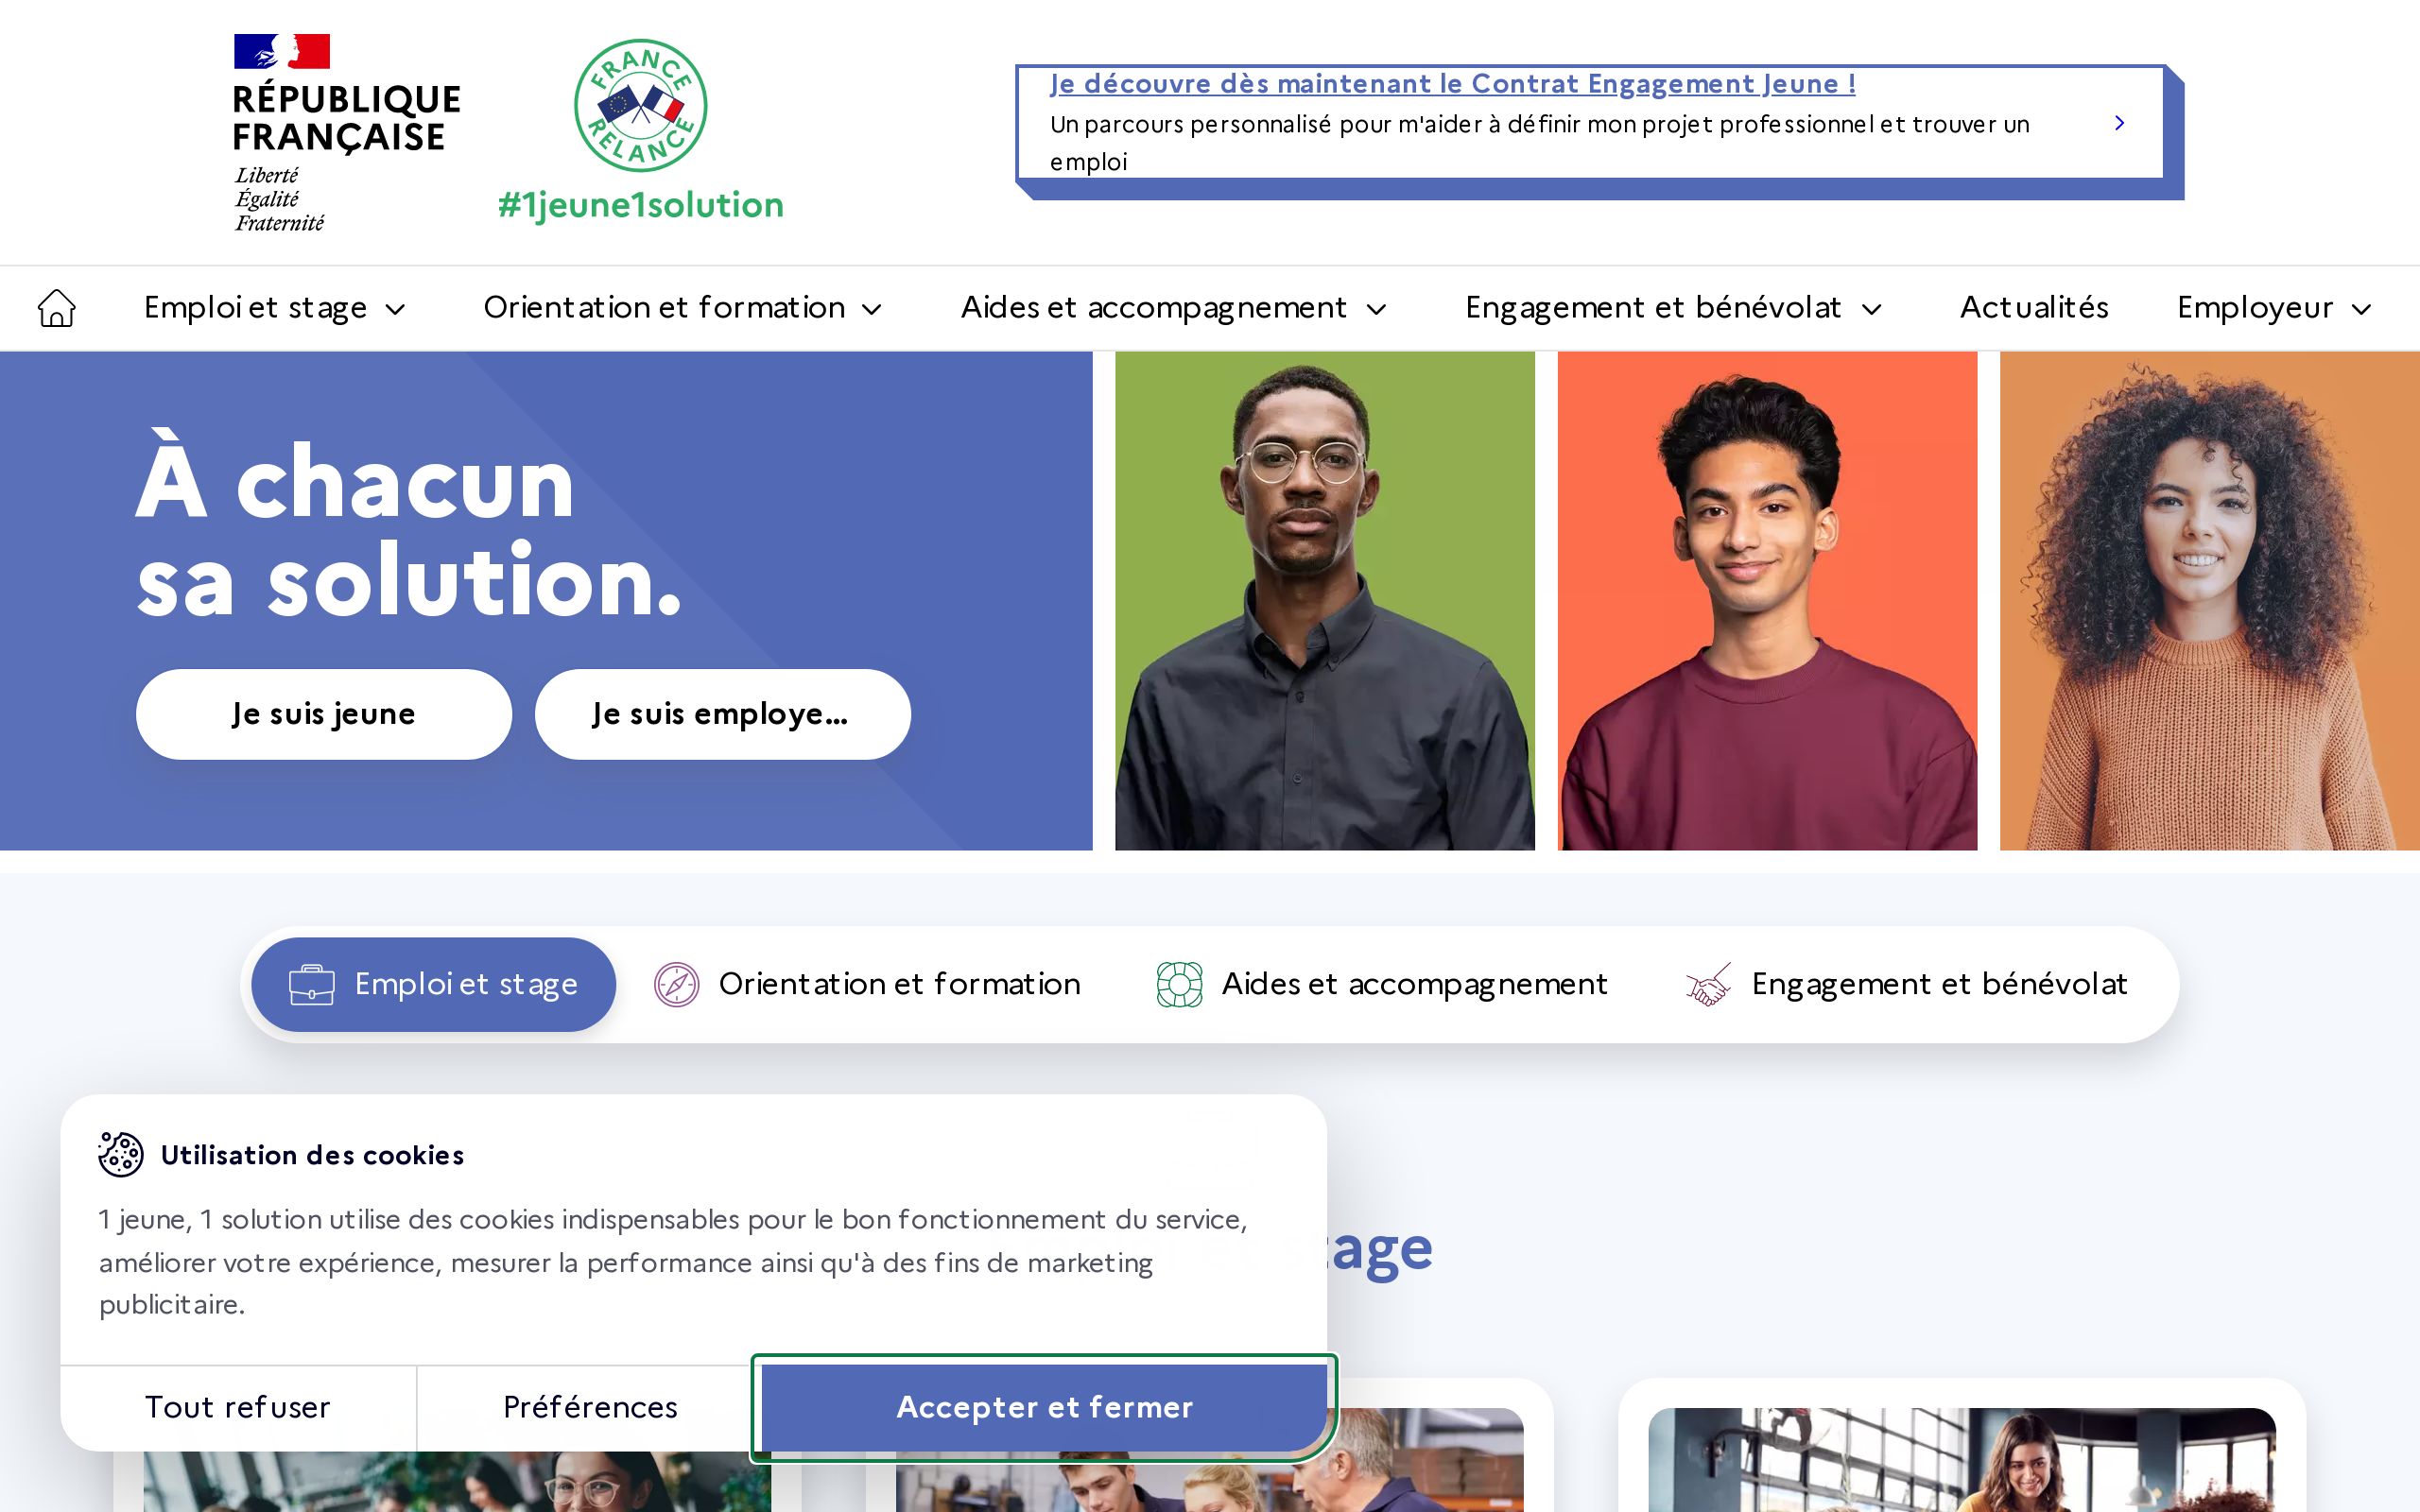 RÉPUBLIQUE
FRANÇAISE
Liberté
Égalité
Fraternité
FRANCE
RELANCE
#1jeune1solution
Je découvre dès maintenant le Contrat Engagement Jeune !
Un parcours personnalisé pour m'aider à définir mon projet professionnel et trouver un
emploi
Emploi et stage
Orientation et formation
Aides et accompagnement
Engagement et bénévolat
Actualités
Employeur
À chacun
sa solution.
Je suis jeune
Je suis employe...
Emploi et stage
Orientation et formation
Aides et accompagnement
Engagement et bénévolat
Utilisation des cookies
1 jeune, 1 solution utilise des cookies indispensables pour le bon fonctionnement du service,
améliorer votre expérience, mesurer la performance ainsi qu'à des fins de marketing
publicitaire.
Tout refuser
Préférences
Accepter et fermer